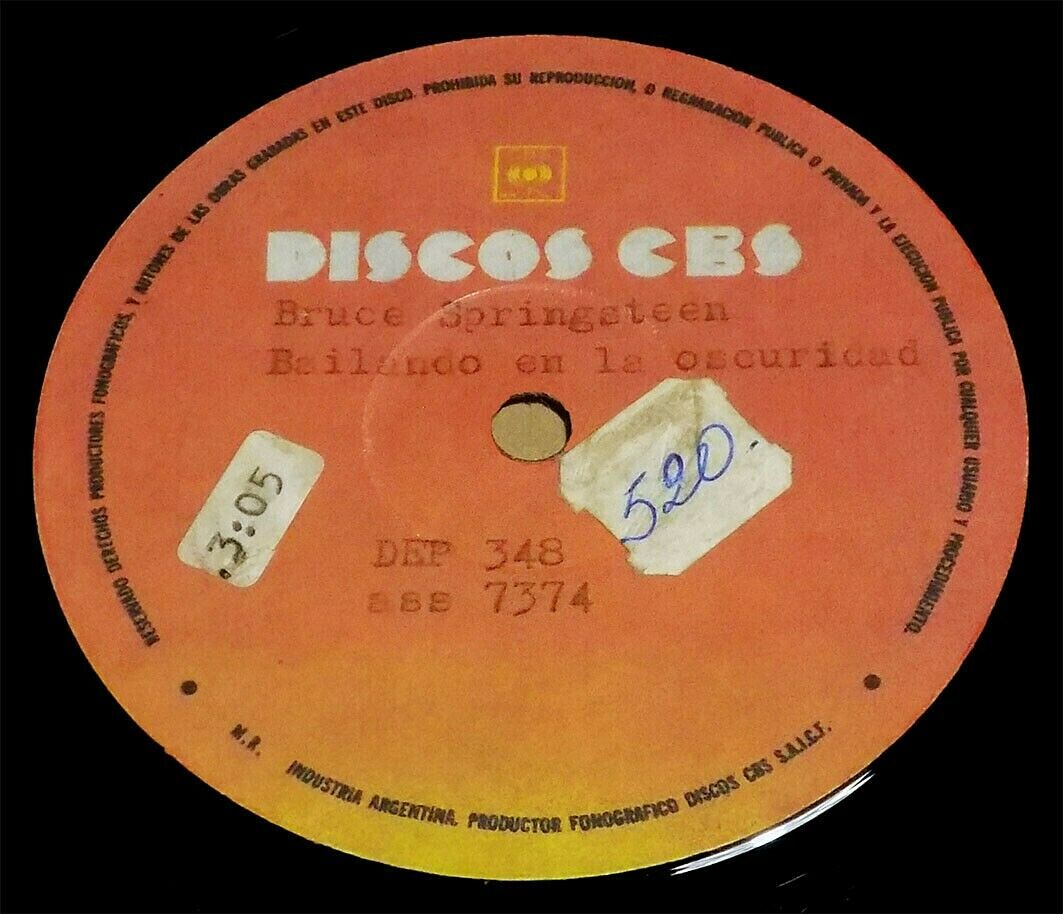 RESERVADO DERECHOS PRODUCTORES FONOGRAFICOS, Y AUTORES DE LAS OBRAS GRABADAS EN ESTE DISCO. PROHIBIDA SU REPRODUCCION, O REGRABACION PUBLICA O PRIVADA Y LA EJECUCION PUBLICA POR CUALQUIER USUARIO Y PROCEDIMIENTO.
DISCOS CBS
Bruce Springsteen
Bailando en la oscuridad
3:05
520.
DEP 348
ass 7374
M.R. INDUSTRIA ARGENTINA. PRODUCTOR FONOGRAFICO DISCOS CBS S.A.I.C.F.